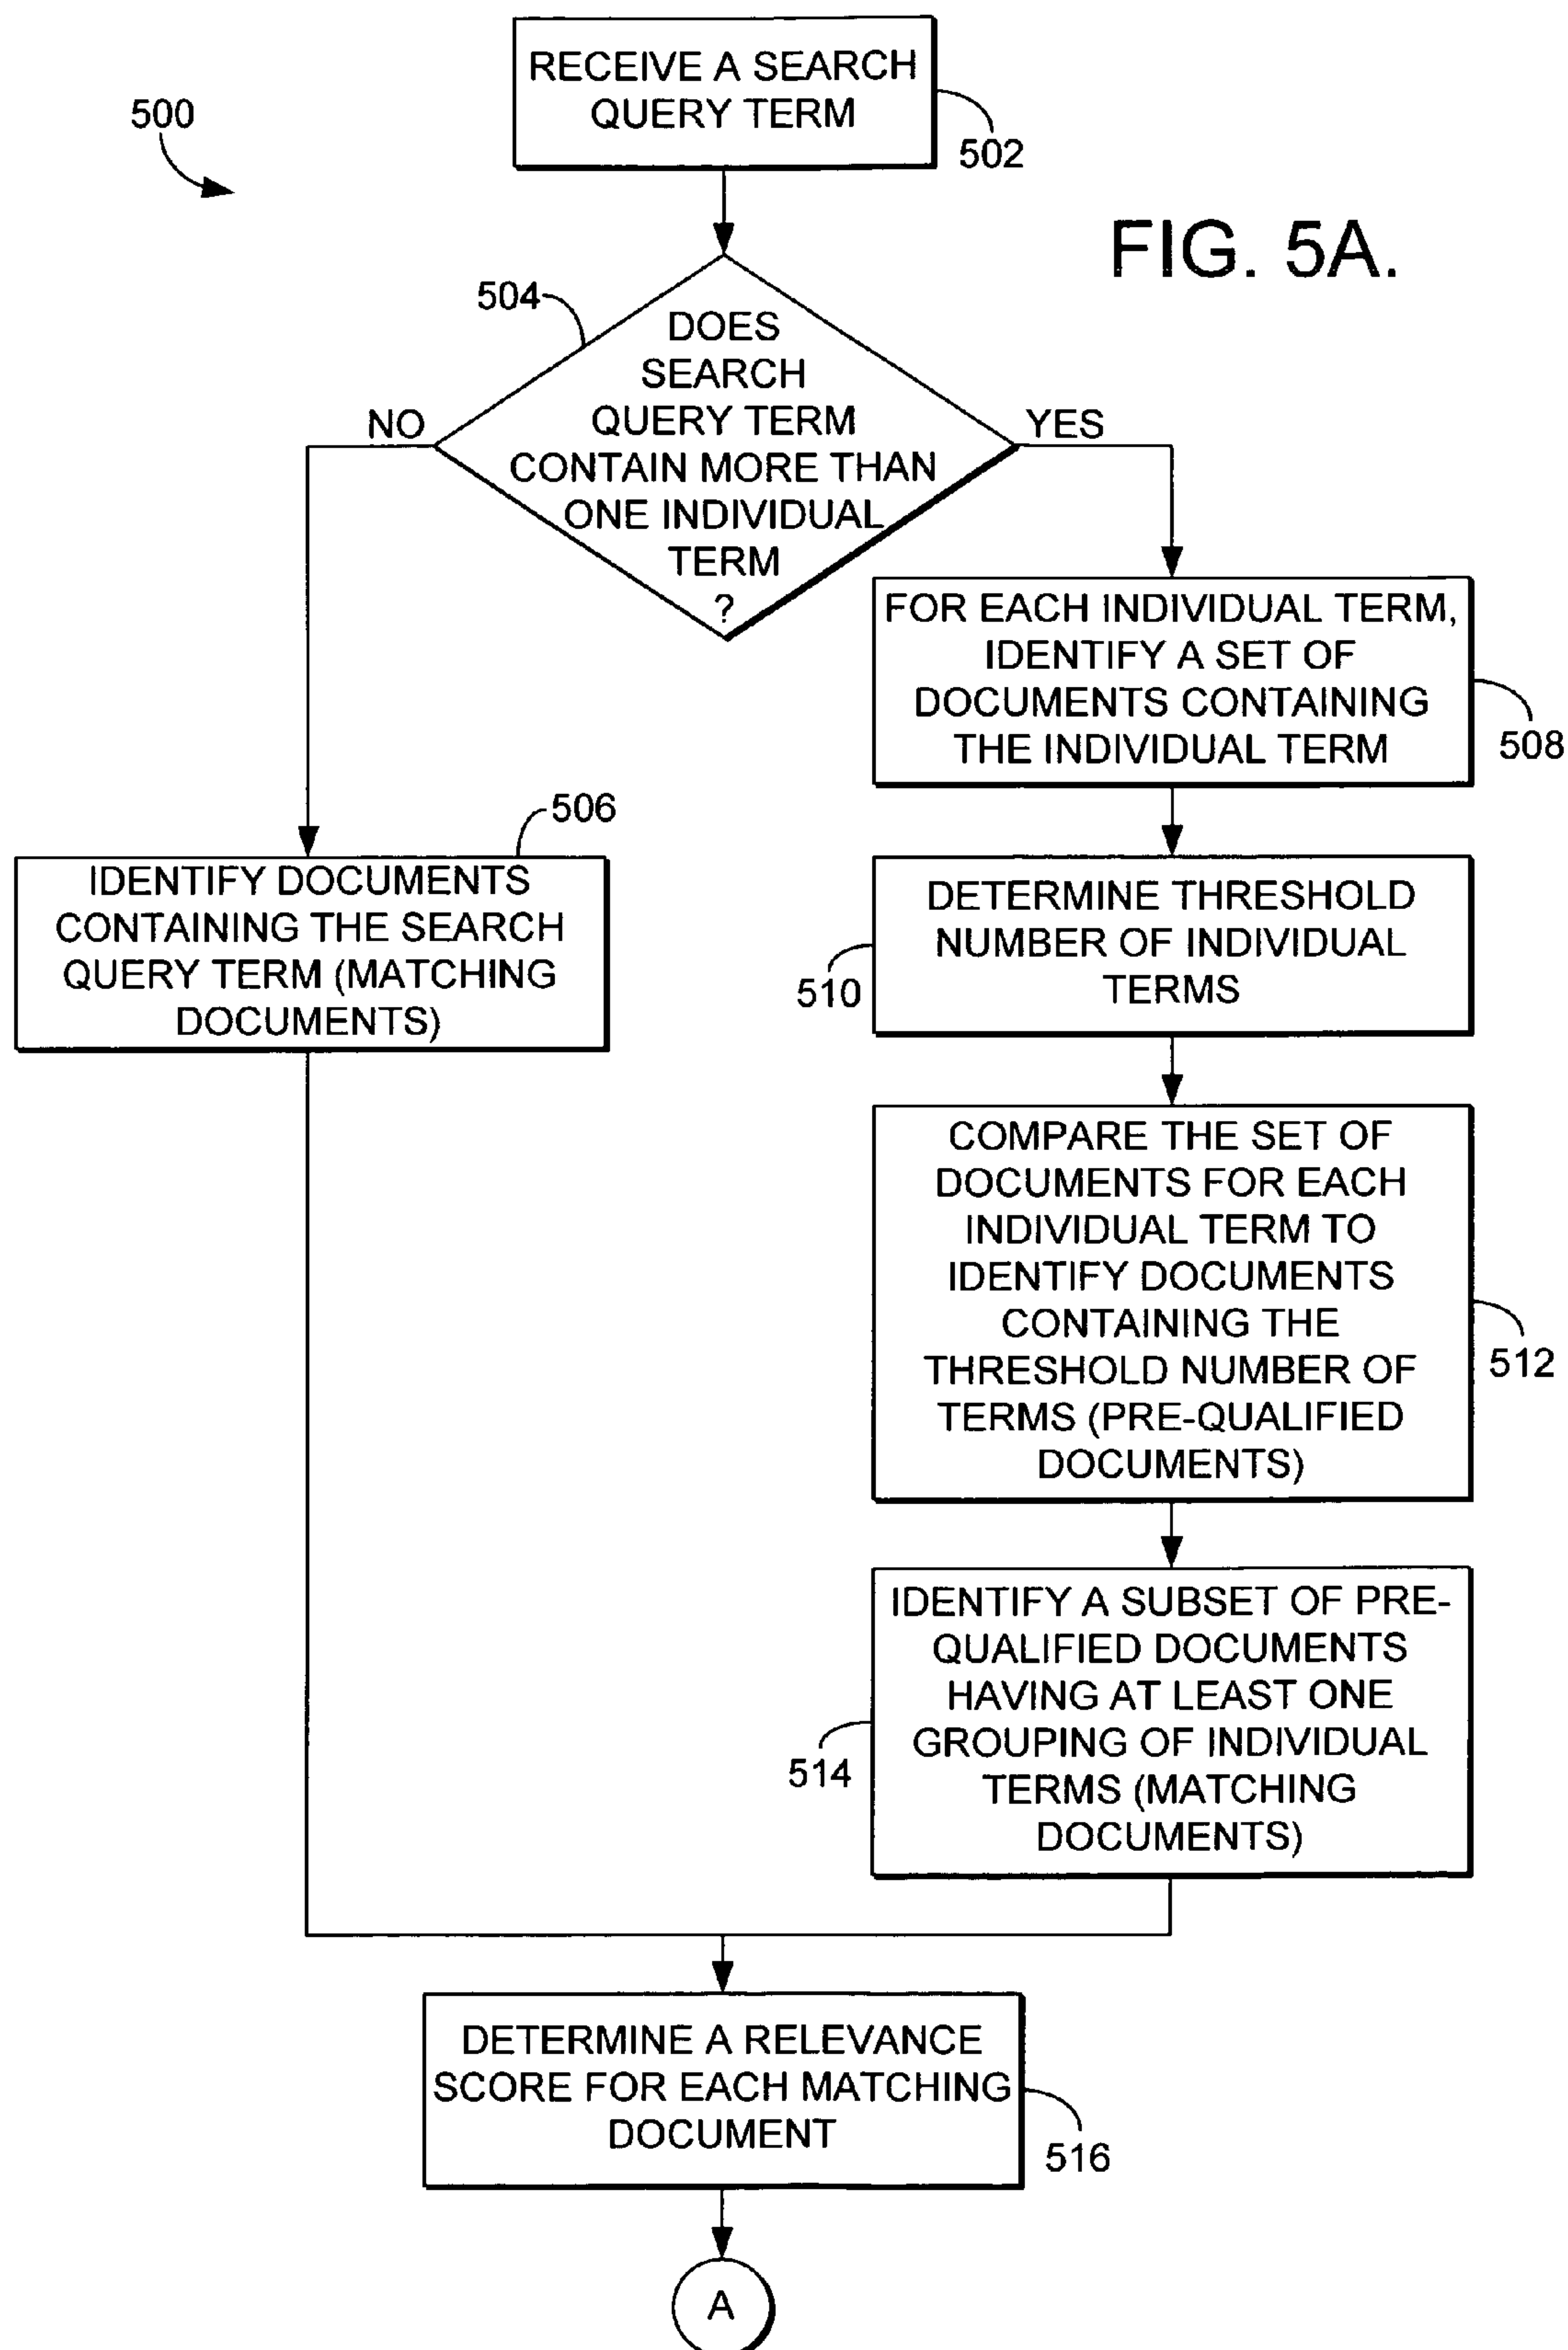 RECEIVE A SEARCH
QUERY TERM
500
502
FIG. 5A.
504
DOES
SEARCH
QUERY TERM
CONTAIN MORE THAN
ONE INDIVIDUAL
TERM
?
NO
YES
FOR EACH INDIVIDUAL TERM,
IDENTIFY A SET OF
DOCUMENTS CONTAINING
THE INDIVIDUAL TERM
508
506
IDENTIFY DOCUMENTS
CONTAINING THE SEARCH
QUERY TERM (MATCHING
DOCUMENTS)
DETERMINE THRESHOLD
NUMBER OF INDIVIDUAL
TERMS
510
COMPARE THE SET OF
DOCUMENTS FOR EACH
INDIVIDUAL TERM TO
IDENTIFY DOCUMENTS
CONTAINING THE
THRESHOLD NUMBER OF
TERMS (PRE-QUALIFIED
DOCUMENTS)
512
IDENTIFY A SUBSET OF PRE-
QUALIFIED DOCUMENTS
HAVING AT LEAST ONE
GROUPING OF INDIVIDUAL
TERMS (MATCHING
DOCUMENTS)
514
DETERMINE A RELEVANCE
SCORE FOR EACH MATCHING
DOCUMENT
516
A